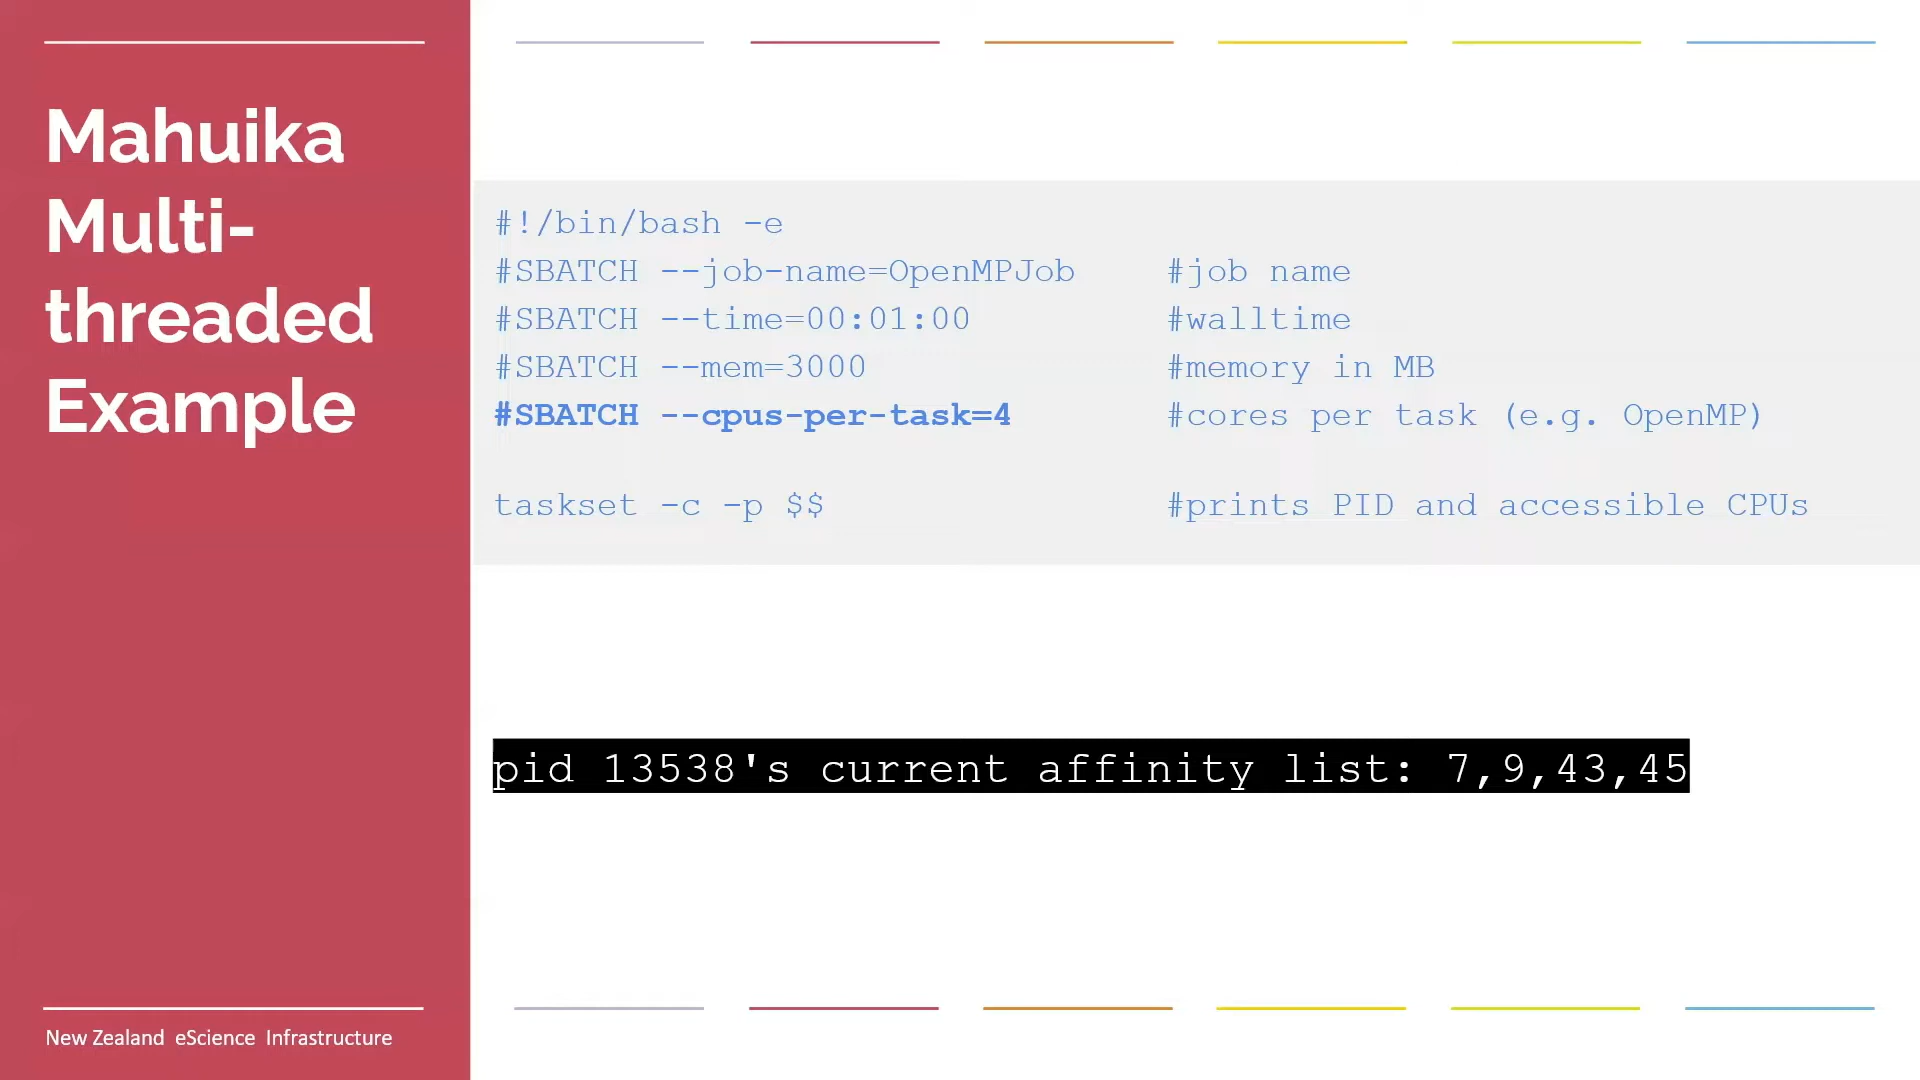 Mahuika
Multi-
threaded
Example
#!/bin/bash -e
#SBATCH --job-name=OpenMPJob #job name
#SBATCH --time=00:01:00 #walltime
#SBATCH --mem=3000 #memory in MB
#SBATCH --cpus-per-task=4 #cores per task (e.g. OpenMP)
taskset -c -p $$ #prints PID and accessible CPUs
pid 13538's current affinity list: 7,9,43,45
New Zealand eScience Infrastructure